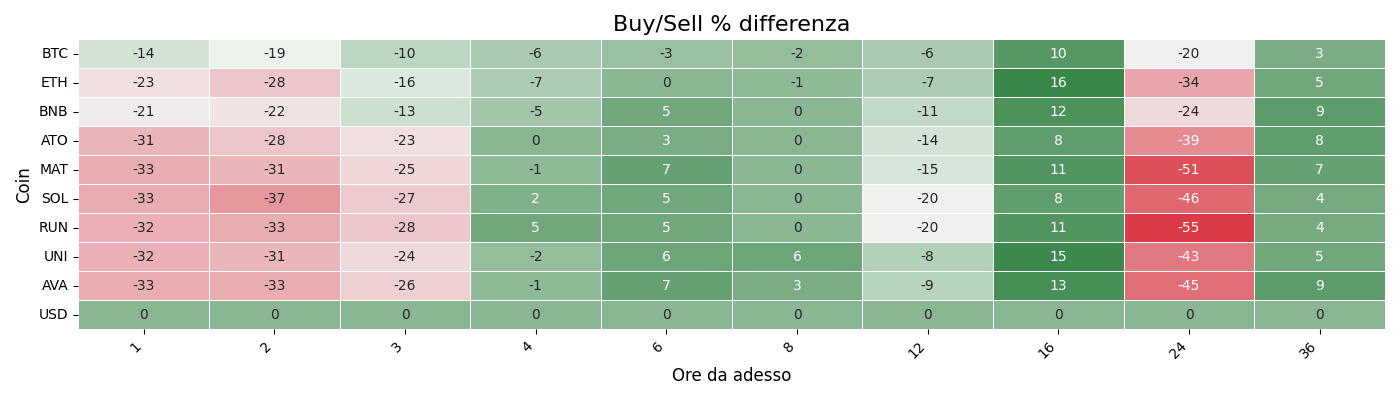 Buy/Sell % differenza
Coin
BTC -14 -19 -10 -6 -3 -2 -6 10 -20 3
ETH -23 -28 -16 -7 0 -1 -7 16 -34 5
BNB -21 -22 -13 -5 5 0 -11 12 -24 9
ATO -31 -28 -23 0 3 0 -14 8 -39 8
MAT -33 -31 -25 -1 7 0 -15 11 -51 7
SOL -33 -37 -27 2 5 0 -20 8 -46 4
RUN -32 -33 -28 5 5 0 -20 11 -55 4
UNI -32 -31 -24 -2 6 6 -8 15 -43 5
AVA -33 -33 -26 -1 7 3 -9 13 -45 9
USD 0 0 0 0 0 0 0 0 0 0
1 2 3 4 6 8 12 16 24 36
Ore da adesso